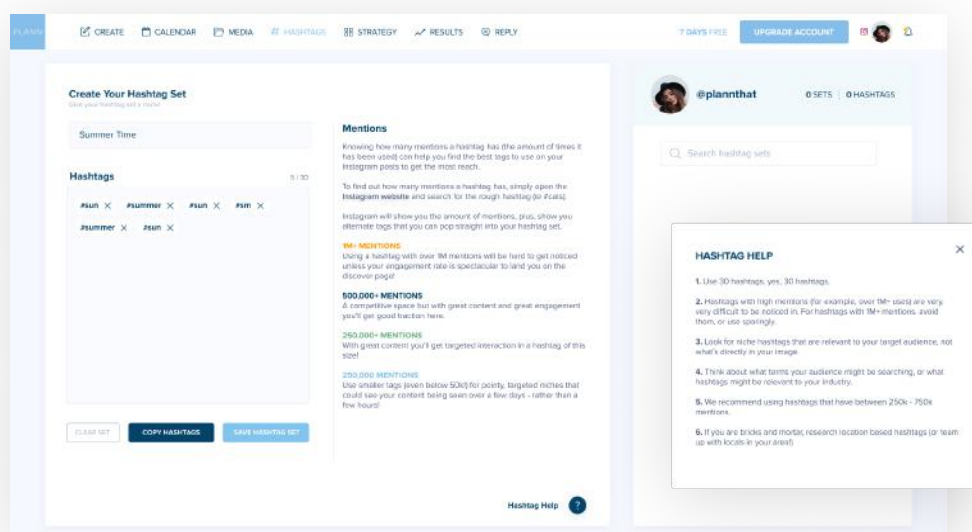 PLANN
CREATE
CALENDAR
MEDIA
# HASHTAGS
STRATEGY
RESULTS
REPLY
7 DAYS FREE
UPGRADE ACCOUNT
Create Your Hashtag Set
Give your hashtag set a name
Summer Time
Hashtags
/ 30
#sun X #summer X #sun X #sm X
#summer X #sun X
CLEAR SET
COPY HASHTAGS
SAVE HASHTAG SET
Mentions
Knowing how many mentions a hashtag has (the amount of times it
has been used) can help you find the best tags to use on your
Instagram posts to get the most reach.
To find out how many mentions a hashtag has, simply open the
Instagram website and search for the rough hashtag (ie #cats).
Instagram will show you the amount of mentions, plus, show you
alternate tags that you can pop straight into your hashtag set.
1M+ MENTIONS
Using a hashtag with over 1M mentions will be hard to get noticed
unless your engagement rate is spectacular to land you on the
discover page!
500,000+ MENTIONS
A competitive space but with great content and great engagement
you'll get good traction here.
250,000+ MENTIONS
With great content you'll get targeted interaction in a hashtag of this
size!
250,000 MENTIONS
Use smaller tags (even below 50k!) for pointy, targeted niches that
could see your content being seen over a few days - rather than a
few hours!
Hashtag Help ?
@plannthat
0 SETS | 0 HASHTAGS
Search hashtag sets
HASHTAG HELP
1. Use 30 hashtags, yes, 30 hashtags.
2. Hashtags with high mentions (for example, over 1M+ uses) are very,
very difficult to be noticed in. For hashtags with 1M+ mentions, avoid
them, or use sparingly.
3. Look for niche hashtags that are relevant to your target audience, not
what's directly in your image.
4. Think about what terms your audience might be searching, or what
hashtags might be relevant to your industry.
5. We recommend using hashtags that have between 250k - 750k
mentions.
6. If you are bricks and mortar, research location based hashtags (or team
up with locals in your area!)